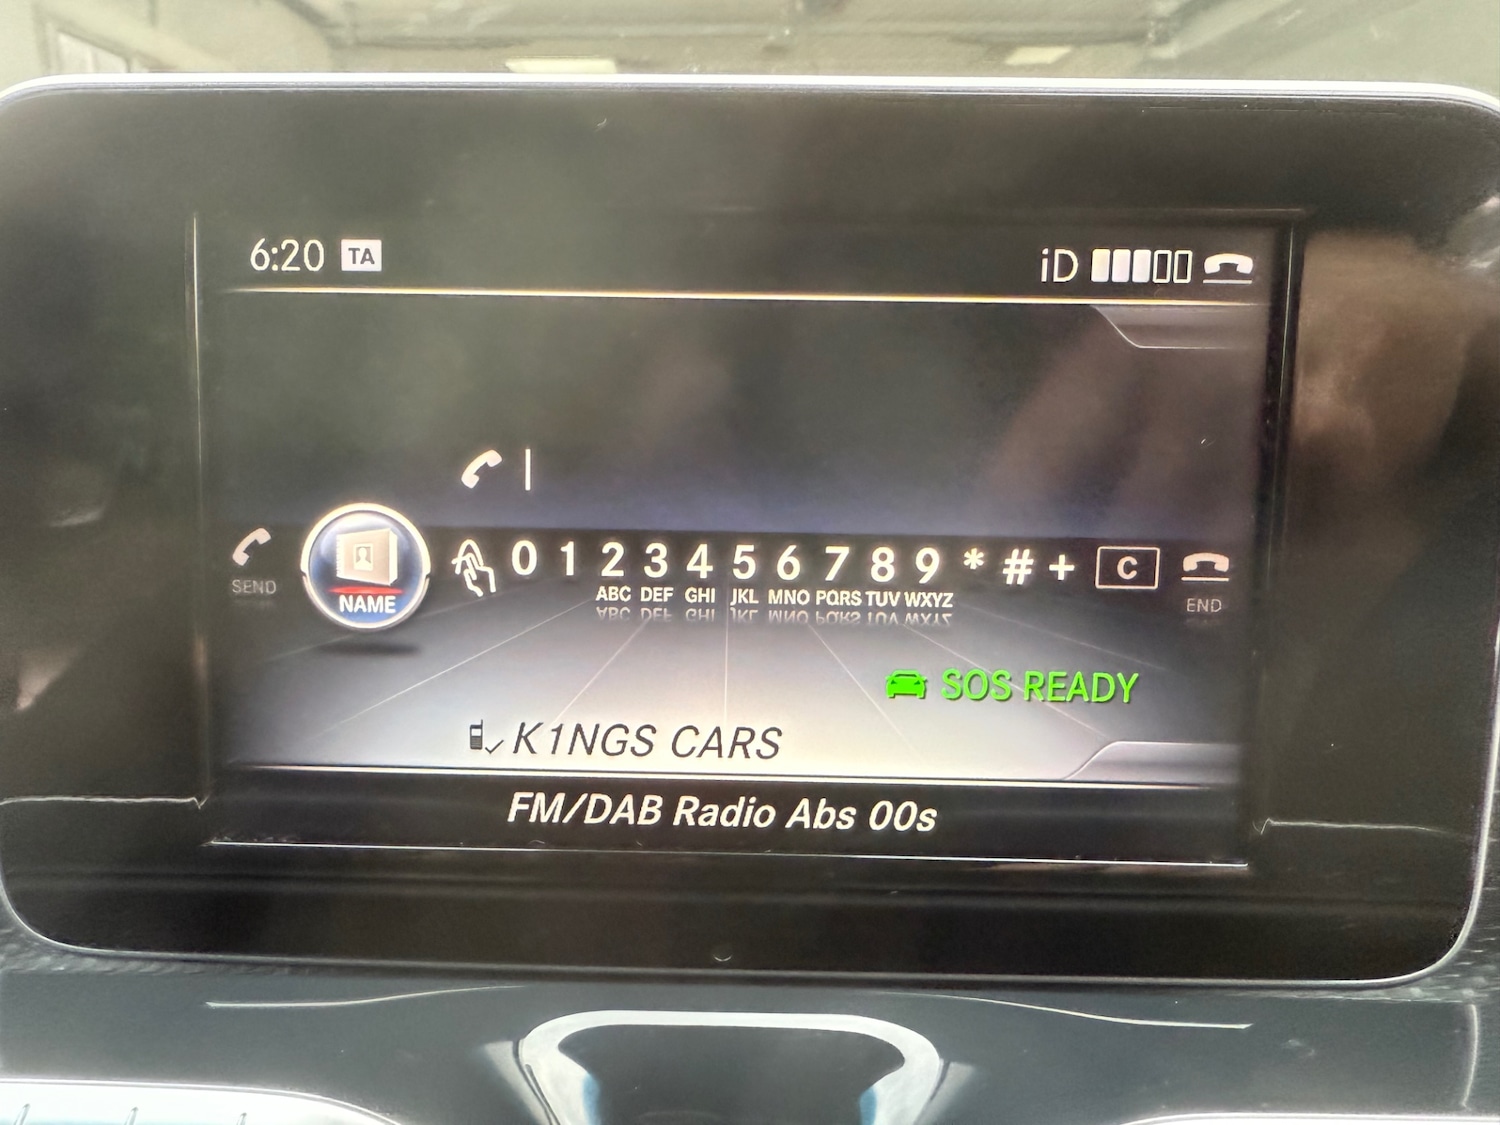 6:20 TA iD
0 1 2 3 4 5 6 7 8 9 * # + C
SEND NAME ABC DEF GHI JKL MNO PQRS TUV WXYZ END
SOS READY
K1NGS CARS
FM/DAB Radio Abs 00s